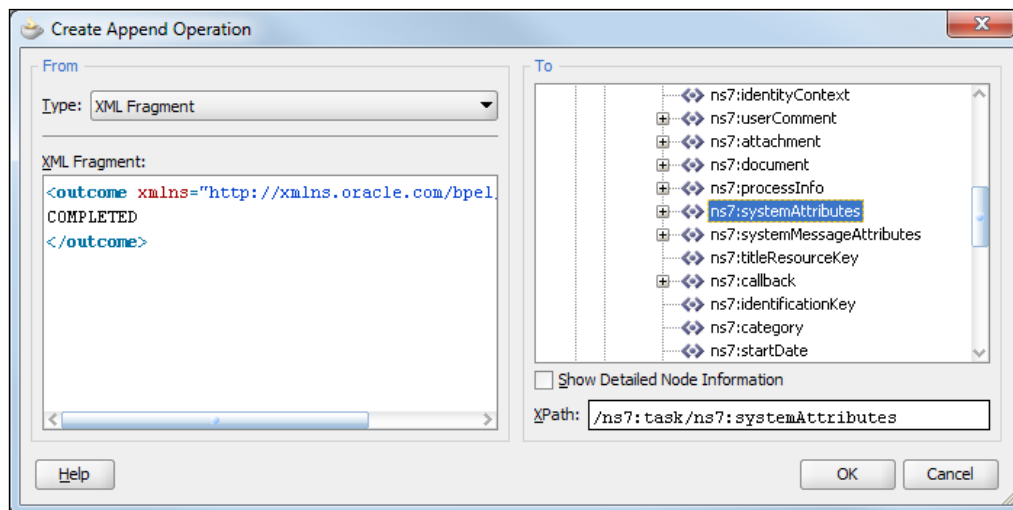 Create Append Operation
From
Type: XML Fragment
XML Fragment:
<outcome xmlns="http://xmlns.oracle.com/bpel
COMPLETED
</outcome>
To
ns7:identityContext
ns7:userComment
ns7:attachment
ns7:document
ns7:processInfo
ns7:systemAttributes
ns7:systemMessageAttributes
ns7:titleResourceKey
ns7:callback
ns7:identificationKey
ns7:category
ns7:startDate
Show Detailed Node Information
XPath: /ns7:task/ns7:systemAttributes
Help
OK Cancel